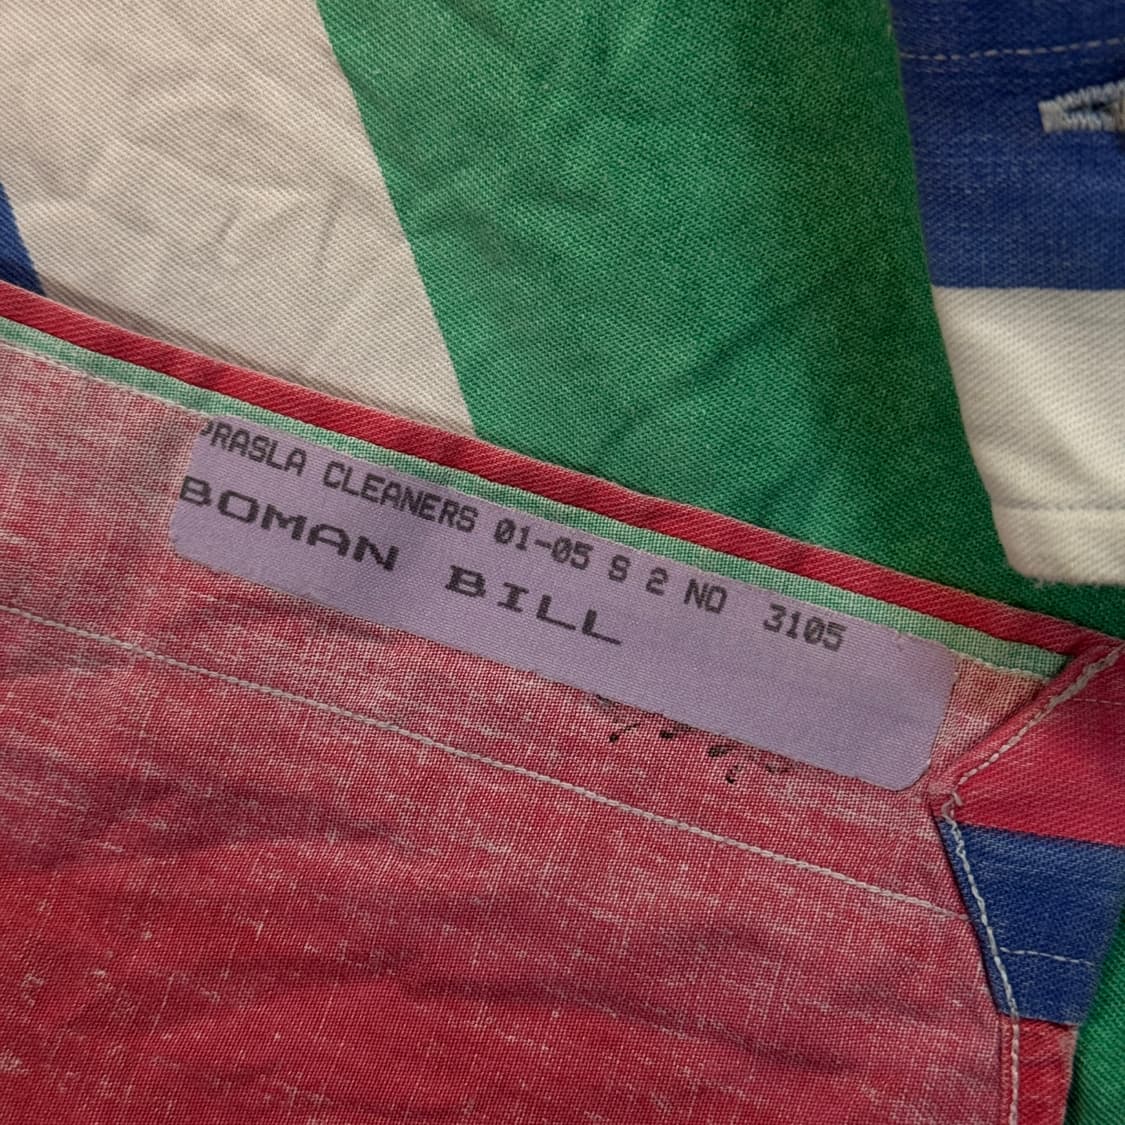 PRASLA CLEANERS 01-05 S 2 NO 3105
BOMAN BILL